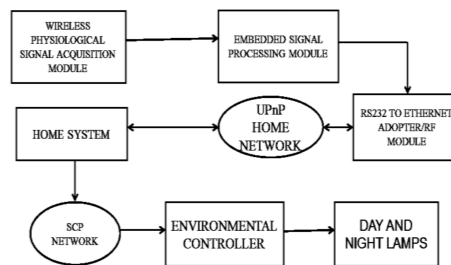 WIRELESS
PHYSIOLOGICAL
SIGNAL ACQUISITION
MODULE
EMBEDDED SIGNAL
PROCESSING MODULE
UPnP
HOME
NETWORK
RS232 TO ETHERNET
ADOPTER/RF
MODULE
HOME SYSTEM
SCP
NETWORK
ENVIRONMENTAL
CONTROLLER
DAY AND
NIGHT LAMPS